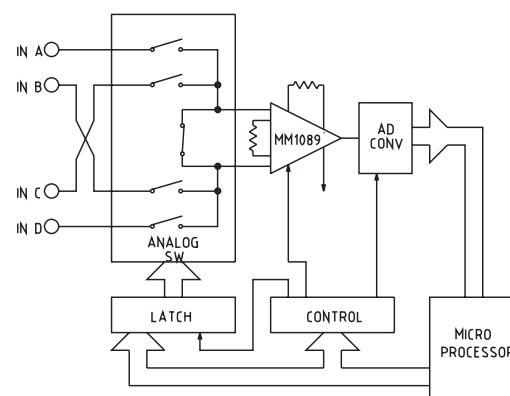 IN A
IN B
IN C
IN D
ANALOG
SW
MM1089
AD
CONV
LATCH
CONTROL
MICRO
PROCESSOR